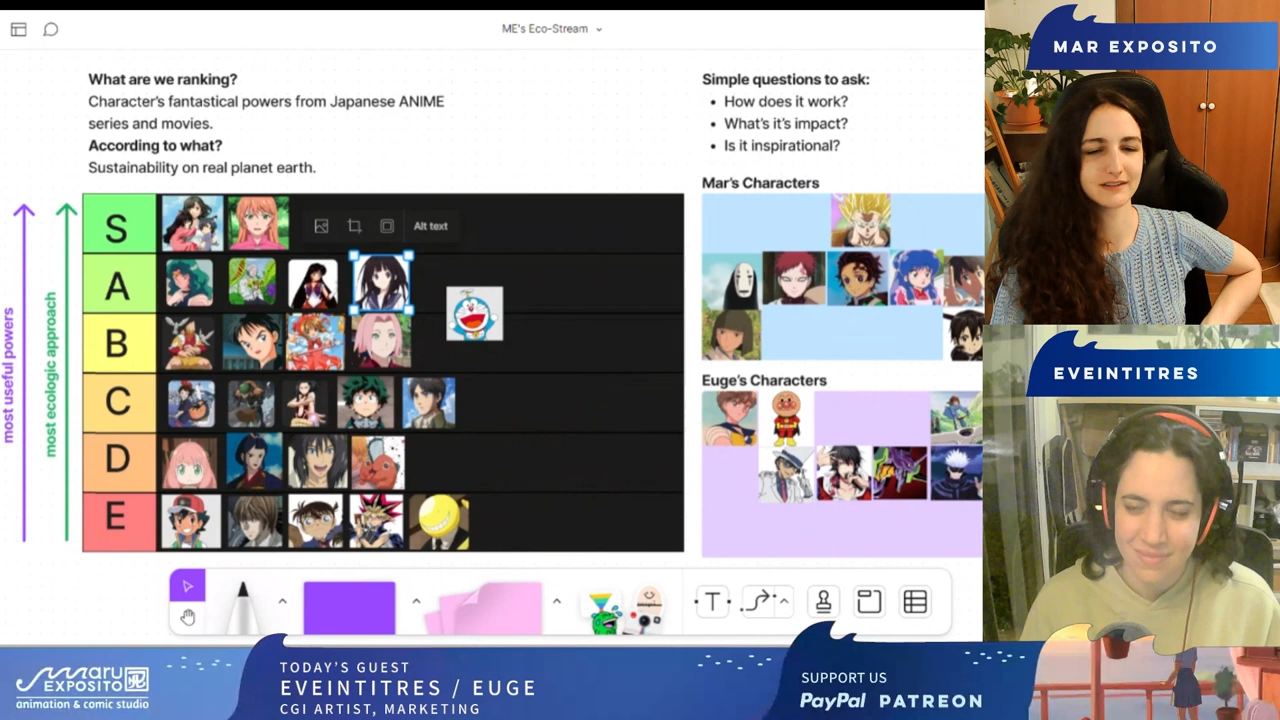 ME's Eco-Stream
What are we ranking?
Character's fantastical powers from Japanese ANIME
series and movies.
According to what?
Sustainability on real planet earth.
Simple questions to ask:
• How does it work?
• What's it's impact?
• Is it inspirational?
Mar's Characters
Euge's Characters
most useful powers
most ecologic approach
S
A
B
C
D
E
Alt text
T
MAR EXPOSITO
EVEINTITRES
maru
EXPOSITO
animation & comic studio
TODAY'S GUEST
EVEINTITRES / EUGE
CGI ARTIST, MARKETING
SUPPORT US
PayPal PATREON